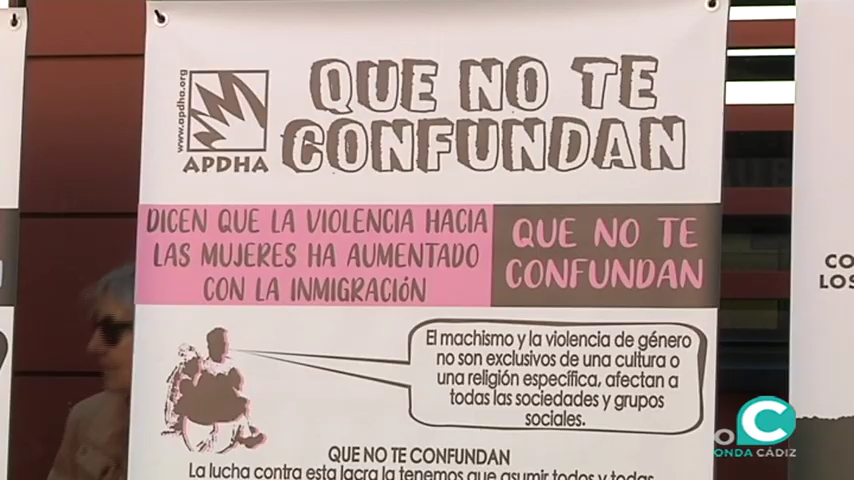 www.apdha.org
APDHA
QUE NO TE
CONFUNDAN
DICEN QUE LA VIOLENCIA HACIA
LAS MUJERES HA AUMENTADO
CON LA INMIGRACIÓN
QUE NO TE
CONFUNDAN
El machismo y la violencia de género
no son exclusivos de una cultura o
una religión específica, afectan a
todas las sociedades y grupos
sociales.
QUE NO TE CONFUNDAN
La lucha contra esta lacra la tenemos que asumir todos y todas
CO
LOS
ONDA CÁDIZ